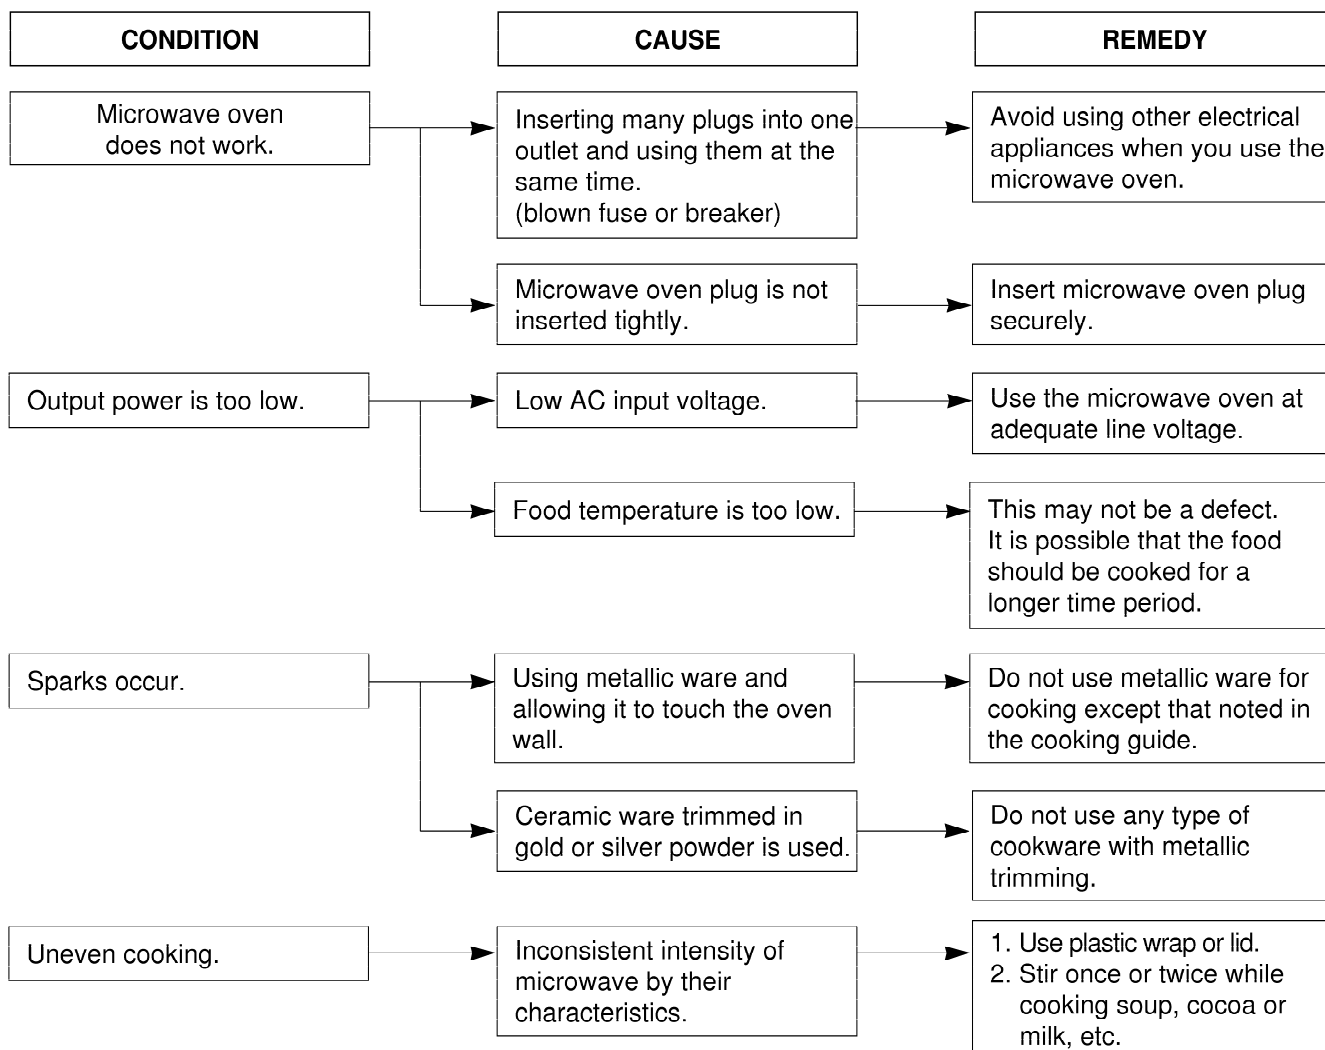 CONDITION
CAUSE
REMEDY
Microwave oven
does not work.
Inserting many plugs into one
outlet and using them at the
same time.
(blown fuse or breaker)
Avoid using other electrical
appliances when you use the
microwave oven.
Microwave oven plug is not
inserted tightly.
Insert microwave oven plug
securely.
Output power is too low.
Low AC input voltage.
Use the microwave oven at
adequate line voltage.
Food temperature is too low.
This may not be a defect.
It is possible that the food
should be cooked for a
longer time period.
Sparks occur.
Using metallic ware and
allowing it to touch the oven
wall.
Do not use metallic ware for
cooking except that noted in
the cooking guide.
Ceramic ware trimmed in
gold or silver powder is used.
Do not use any type of
cookware with metallic
trimming.
Uneven cooking.
Inconsistent intensity of
microwave by their
characteristics.
1. Use plastic wrap or lid.
2. Stir once or twice while
cooking soup, cocoa or
milk, etc.